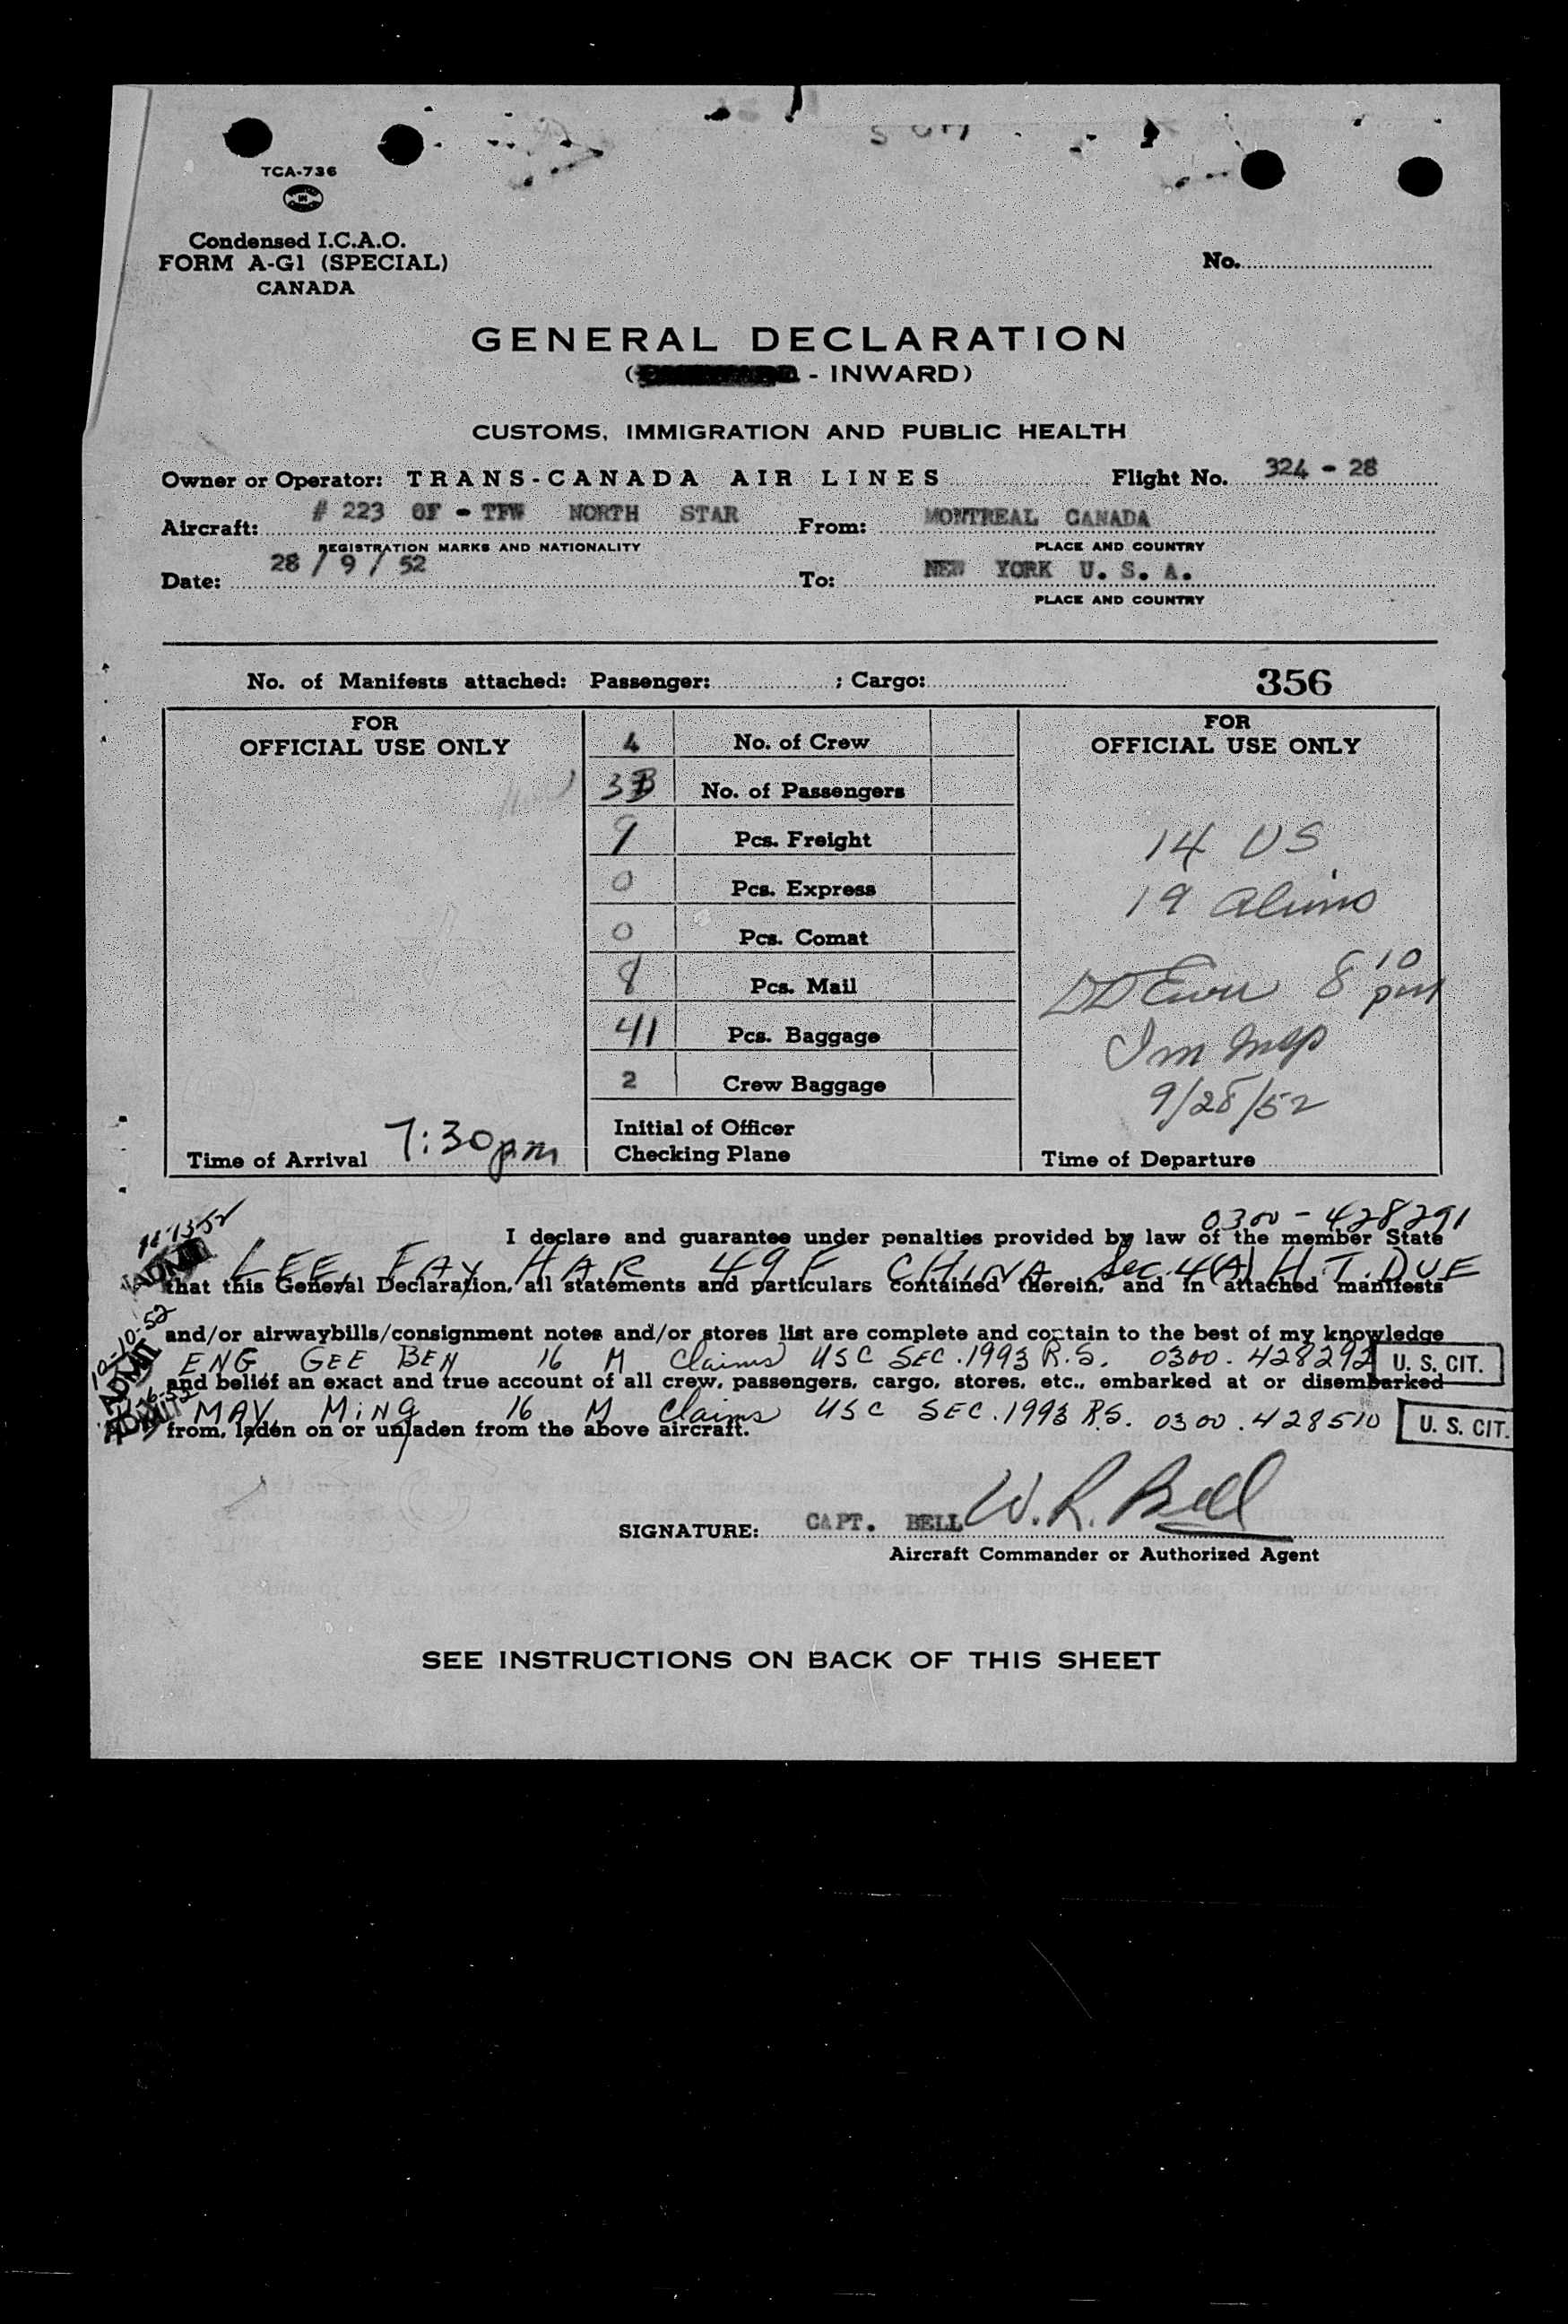 TCA-736
Condensed I.C.A.O.
FORM A-G1 (SPECIAL)
CANADA
No.
GENERAL DECLARATION
( - INWARD)
CUSTOMS, IMMIGRATION AND PUBLIC HEALTH
Owner or Operator: TRANS-CANADA AIR LINES Flight No. 324 - 28
Aircraft: # 223 CF - TFW NORTH STAR From: MONTREAL CANADA
REGISTRATION MARKS AND NATIONALITY PLACE AND COUNTRY
Date: 28 / 9 / 52 To: NEW YORK U. S. A.
PLACE AND COUNTRY
No. of Manifests attached: Passenger: ; Cargo: 356
FOR
OFFICIAL USE ONLY
Time of Arrival 7:30pm
4 No. of Crew
33 No. of Passengers
9 Pcs. Freight
0 Pcs. Express
0 Pcs. Comat
8 Pcs. Mail
41 Pcs. Baggage
2 Crew Baggage
Initial of Officer
Checking Plane
FOR
OFFICIAL USE ONLY
14 US
19 aliens
8 10 pm
Im Insp
9/28/52
Time of Departure
11-13-52
ADMIT
0300 - 428291
I declare and guarantee under penalties provided by law of the member State
LEE FAY HAR 49 F CHINA Sec. 4(A) H.T. DUE
that this General Declaration, all statements and particulars contained therein, and in attached manifests
12-10-52
ADMIT
and/or airwaybills/consignment notes and/or stores list are complete and contain to the best of my knowledge
ENG GEE BEN 16 M Claims USC SEC. 1993 R.S. 0300. 428292 U. S. CIT.
and belief an exact and true account of all crew, passengers, cargo, stores, etc., embarked at or disembarked
MAY, MiNg 16 M Claims USC SEC. 1993 R.S. 0300. 428510 U. S. CIT.
from, laden on or unladen from the above aircraft.
SIGNATURE: CAPT. BELL W. R. Bell
Aircraft Commander or Authorized Agent
SEE INSTRUCTIONS ON BACK OF THIS SHEET